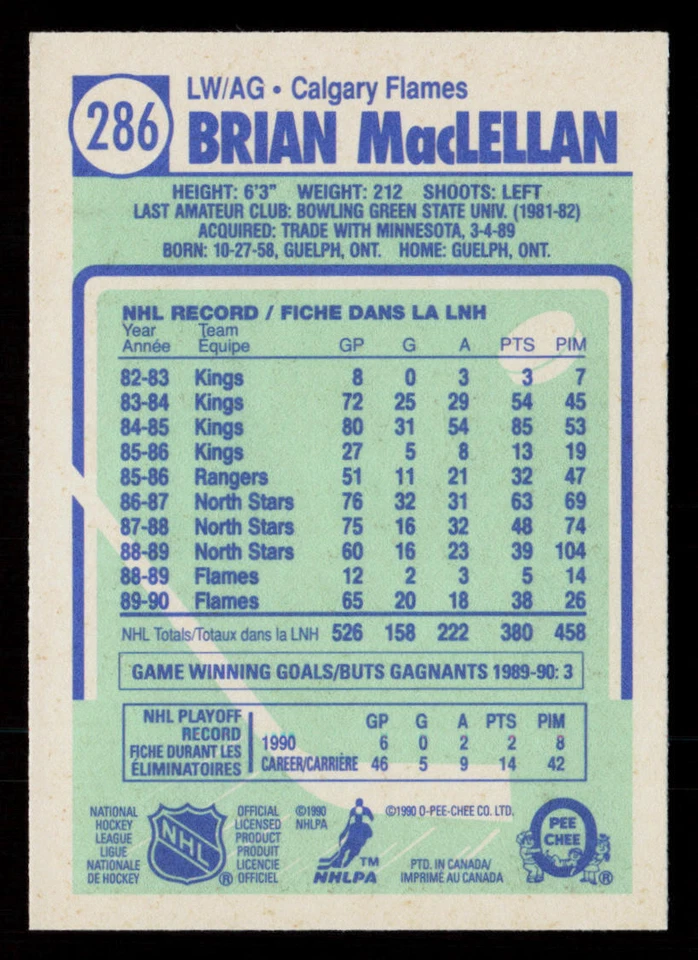 286
LW/AG • Calgary Flames
BRIAN MacLELLAN
HEIGHT: 6'3" WEIGHT: 212 SHOOTS: LEFT
LAST AMATEUR CLUB: BOWLING GREEN STATE UNIV. (1981-82)
ACQUIRED: TRADE WITH MINNESOTA, 3-4-89
BORN: 10-27-58, GUELPH, ONT. HOME: GUELPH, ONT.
NHL RECORD / FICHE DANS LA LNH
Year Team
Année Équipe GP G A PTS PIM
82-83 Kings 8 0 3 3 7
83-84 Kings 72 25 29 54 45
84-85 Kings 80 31 54 85 53
85-86 Kings 27 5 8 13 19
85-86 Rangers 51 11 21 32 47
86-87 North Stars 76 32 31 63 69
87-88 North Stars 75 16 32 48 74
88-89 North Stars 60 16 23 39 104
88-89 Flames 12 2 3 5 14
89-90 Flames 65 20 18 38 26
NHL Totals/Totaux dans la LNH 526 158 222 380 458
GAME WINNING GOALS/BUTS GAGNANTS 1989-90: 3
NHL PLAYOFF
RECORD
FICHE DURANT LES
ÉLIMINATOIRES
GP G A PTS PIM
1990 6 0 2 2 8
CAREER/CARRIÈRE 46 5 9 14 42
NATIONAL
HOCKEY
LEAGUE
LIGUE
NATIONALE
DE HOCKEY
NHL
®
OFFICIAL
LICENSED
PRODUCT
PRODUIT
LICENCIE
OFFICIEL
©1990
NHLPA
TM
NHLPA
©1990 O-PEE-CHEE CO. LTD.
PTD. IN CANADA/
IMPRIMÉ AU CANADA
PEE
CHEE
®